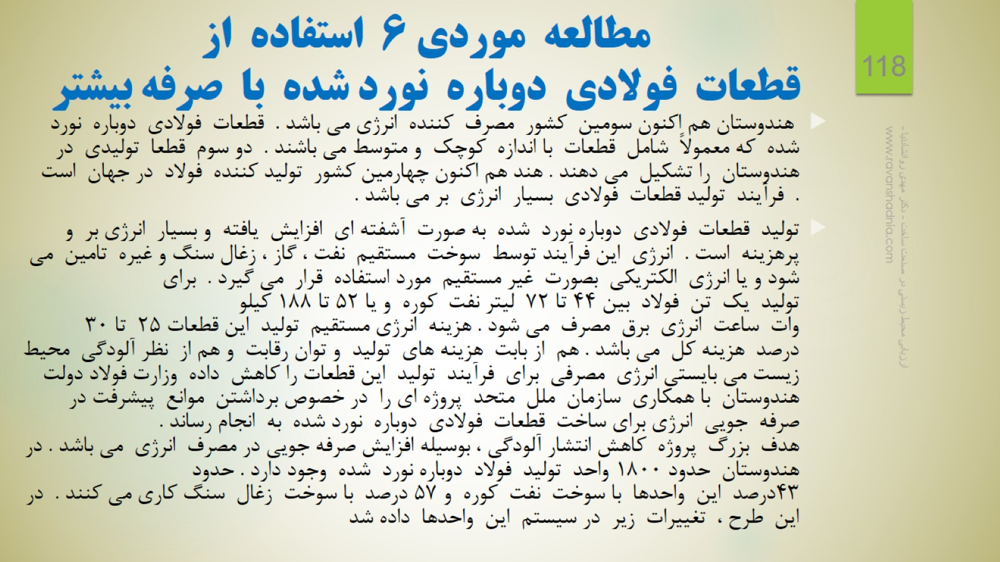 مطالعه موردی ۶ استفاده از
قطعات فولادی دوباره نورد شده با صرفه بیشتر
118
هندوستان هم اکنون سومین کشور مصرف کننده انرژی می باشد . قطعات فولادی دوباره نورد
شده که معمولاً شامل قطعات با اندازه کوچک و متوسط می باشند . دو سوم قطعا تولیدی در
هندوستان را تشکیل می دهند . هند هم اکنون چهارمین کشور تولید کننده فولاد در جهان است
. فرآیند تولید قطعات فولادی بسیار انرژی بر می باشد .
تولید قطعات فولادی دوباره نورد شده به صورت آشفته ای افزایش یافته و بسیار انرژی بر و
پرهزینه است . انرژی این فرآیند توسط سوخت مستقیم نفت ، گاز ، زغال سنگ و غیره تامین می
شود و یا انرژی الکتریکی بصورت غیر مستقیم مورد استفاده قرار می گیرد . برای
تولید یک تن فولاد بین ۴۴ تا ۷۲ لیتر نفت کوره و یا ۵۲ تا ۱۸۸ کیلو
وات ساعت انرژی برق مصرف می شود . هزینه انرژی مستقیم تولید این قطعات ۲۵ تا ۳۰
درصد هزینه کل می باشد . هم از بابت هزینه های تولید و توان رقابت و هم از نظر آلودگی محیط
زیست می بایستی انرژی مصرفی برای فرآیند تولید این قطعات را کاهش داده وزارت فولاد دولت
هندوستان با همکاری سازمان ملل متحد پروژه ای را در خصوص برداشتن موانع پیشرفت در
صرفه جویی انرژی برای ساخت قطعات فولادی دوباره نورد شده به انجام رساند .
هدف بزرگ پروژه کاهش انتشار آلودگی ، بوسیله افزایش صرفه جویی در مصرف انرژی می باشد . در
هندوستان حدود ۱۸۰۰ واحد تولید فولاد دوباره نورد شده وجود دارد . حدود
۴۳درصد این واحدها با سوخت نفت کوره و ۵۷ درصد با سوخت زغال سنگ کاری می کنند . در
این طرح ، تغییرات زیر در سیستم این واحدها داده شد
ارزیابی محیط زیستی در صنعت ساخت - دکتر مهدی روانشادنیا -
www.ravanshadnia.com